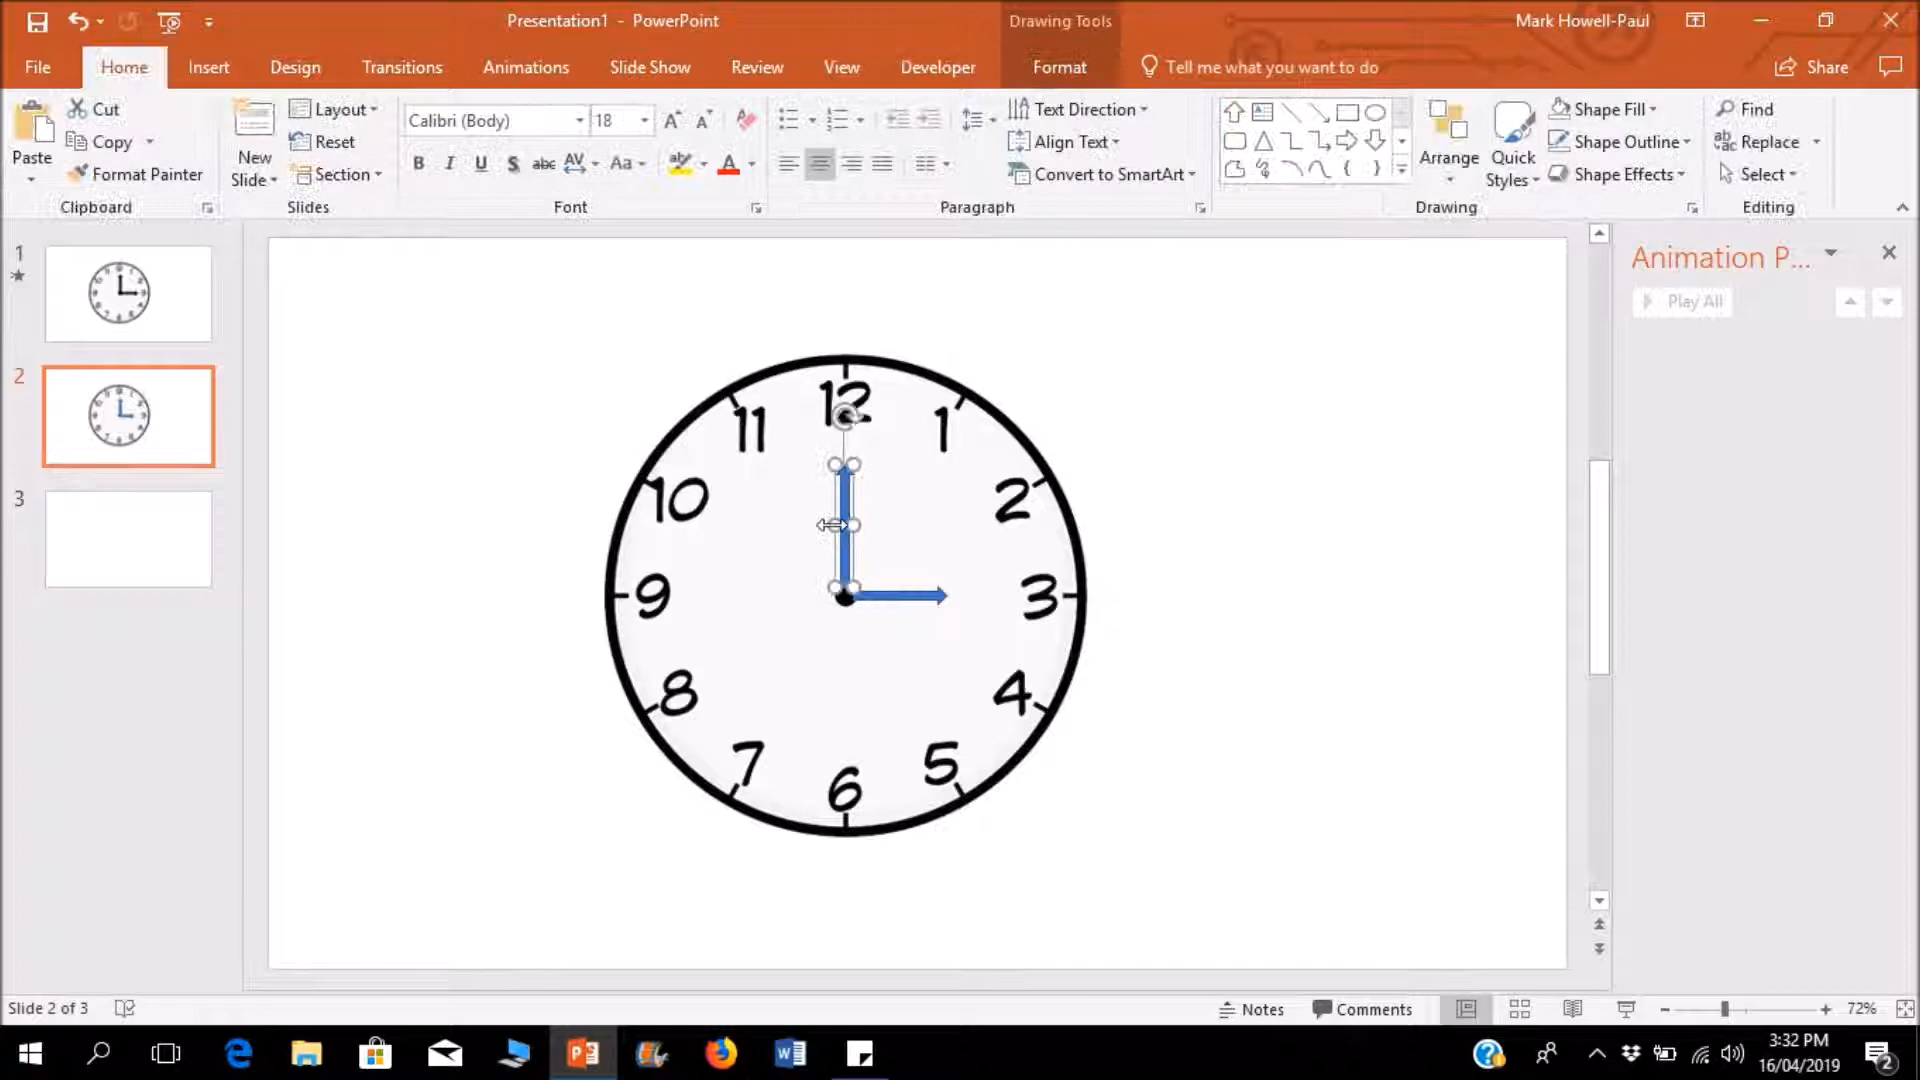 Presentation1 - PowerPoint
Drawing Tools
Mark Howell-Paul
File Home Insert Design Transitions Animations Slide Show Review View Developer Format Tell me what you want to do Share
Paste
Cut
Copy
Format Painter
Clipboard
New Slide
Layout
Reset
Section
Slides
Calibri (Body) 18
B I U S abc AV Aa A
Font
Text Direction
Align Text
Convert to SmartArt
Paragraph
Arrange
Quick Styles
Shape Fill
Shape Outline
Shape Effects
Drawing
Find
Replace
Select
Editing
1
2
3
Animation P...
Play All
12
11 1
10 2
9 3
8 4
7 5
6
Slide 2 of 3
Notes Comments 72%
3:32 PM
16/04/2019
2